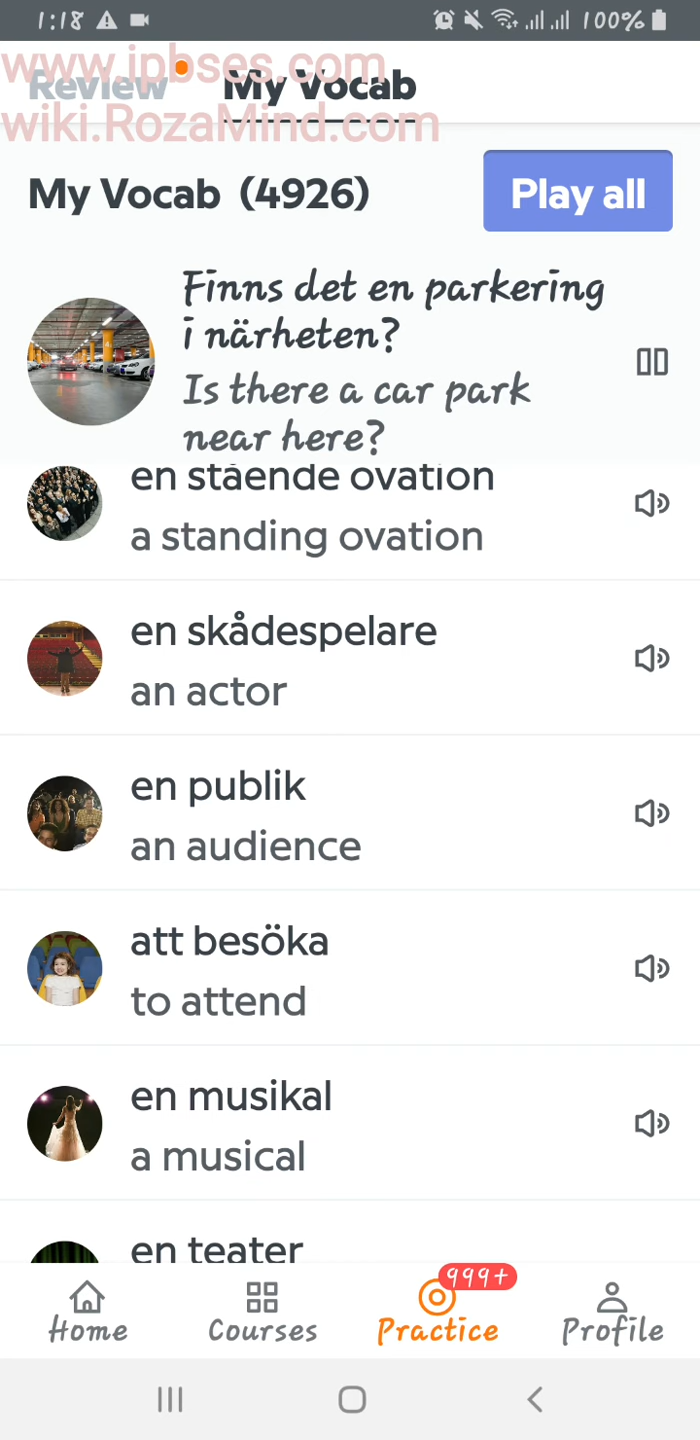 1:18
100%
www.ipbses.com
Review
My Vocab
wiki.RozaMind.com
My Vocab (4926)
Play all
Finns det en parkering
i närheten?
Is there a car park
near here?
en stående ovation
a standing ovation
en skådespelare
an actor
en publik
an audience
att besöka
to attend
en musikal
a musical
en teater
999+
Home
Courses
Practice
Profile